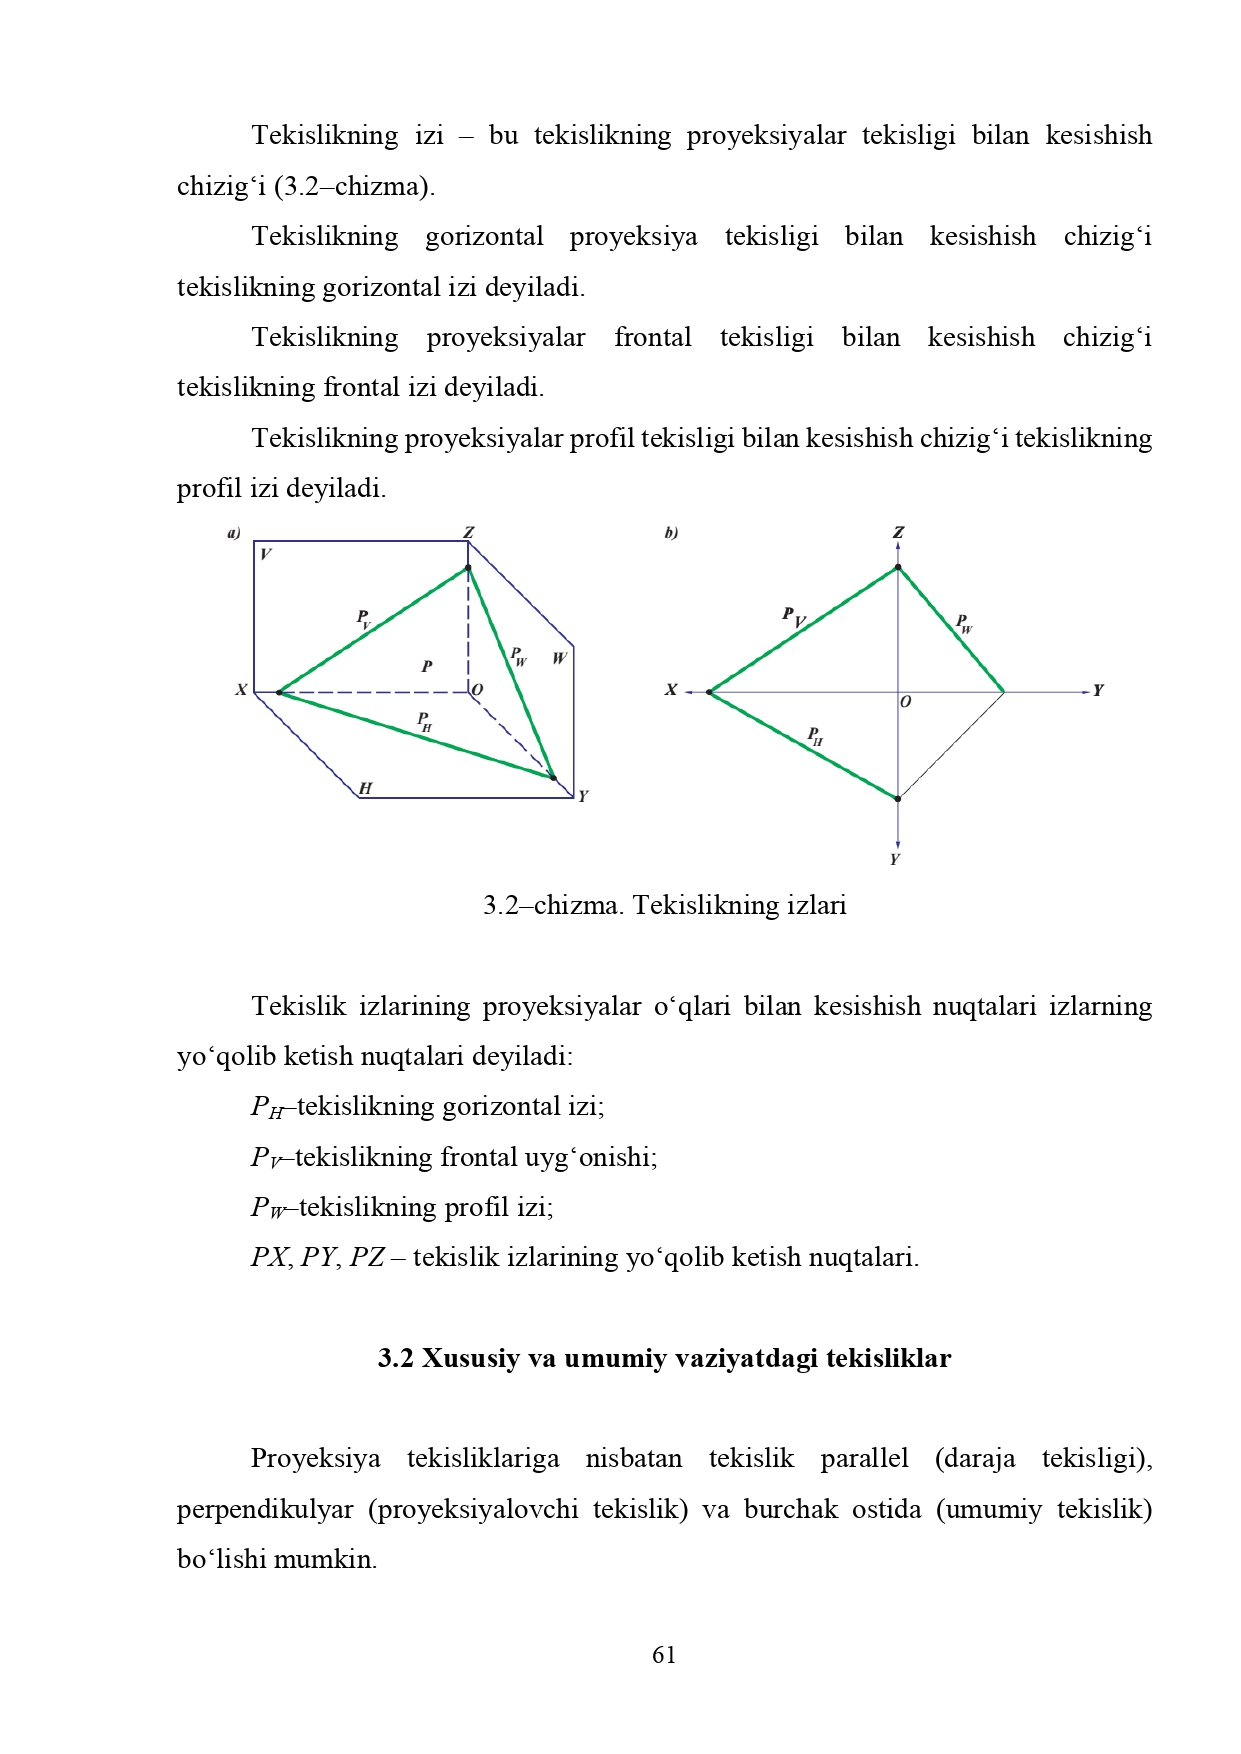 Tekislikning izi – bu tekislikning proyeksiyalar tekisligi bilan kesishish
chizig‘i (3.2–chizma).
Tekislikning gorizontal proyeksiya tekisligi bilan kesishish chizig‘i
tekislikning gorizontal izi deyiladi.
Tekislikning proyeksiyalar frontal tekisligi bilan kesishish chizig‘i
tekislikning frontal izi deyiladi.
Tekislikning proyeksiyalar profil tekisligi bilan kesishish chizig‘i tekislikning
profil izi deyiladi.
a)
V
Z
P_V
P
P_W
W
X
O
P_H
H
Y
b)
Z
P_V
P_W
X
O
Y
P_H
Y
3.2–chizma. Tekislikning izlari
Tekislik izlarining proyeksiyalar o‘qlari bilan kesishish nuqtalari izlarning
yo‘qolib ketish nuqtalari deyiladi:
P_H–tekislikning gorizontal izi;
P_V–tekislikning frontal uyg‘onishi;
P_W–tekislikning profil izi;
PX, PY, PZ – tekislik izlarining yo‘qolib ketish nuqtalari.
3.2 Xususiy va umumiy vaziyatdagi tekisliklar
Proyeksiya tekisliklariga nisbatan tekislik parallel (daraja tekisligi),
perpendikulyar (proyeksiyalovchi tekislik) va burchak ostida (umumiy tekislik)
bo‘lishi mumkin.
61